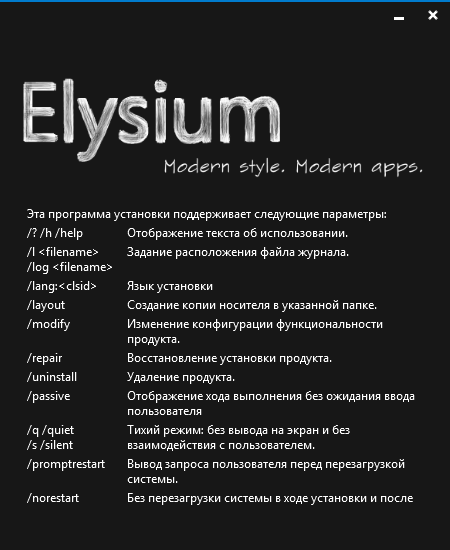 Elysium
Modern style. Modern apps.
Эта программа установки поддерживает следующие параметры:
/? /h /help Отображение текста об использовании.
/l <filename> Задание расположения файла журнала.
/log <filename>
/lang:<clsid> Язык установки
/layout Создание копии носителя в указанной папке.
/modify Изменение конфигурации функциональности
продукта.
/repair Восстановление установки продукта.
/uninstall Удаление продукта.
/passive Отображение хода выполнения без ожидания ввода
пользователя
/q /quiet Тихий режим: без вывода на экран и без
/s /silent взаимодействия с пользователем.
/promptrestart Вывод запроса пользователя перед перезагрузкой
системы.
/norestart Без перезагрузки системы в ходе установки и после